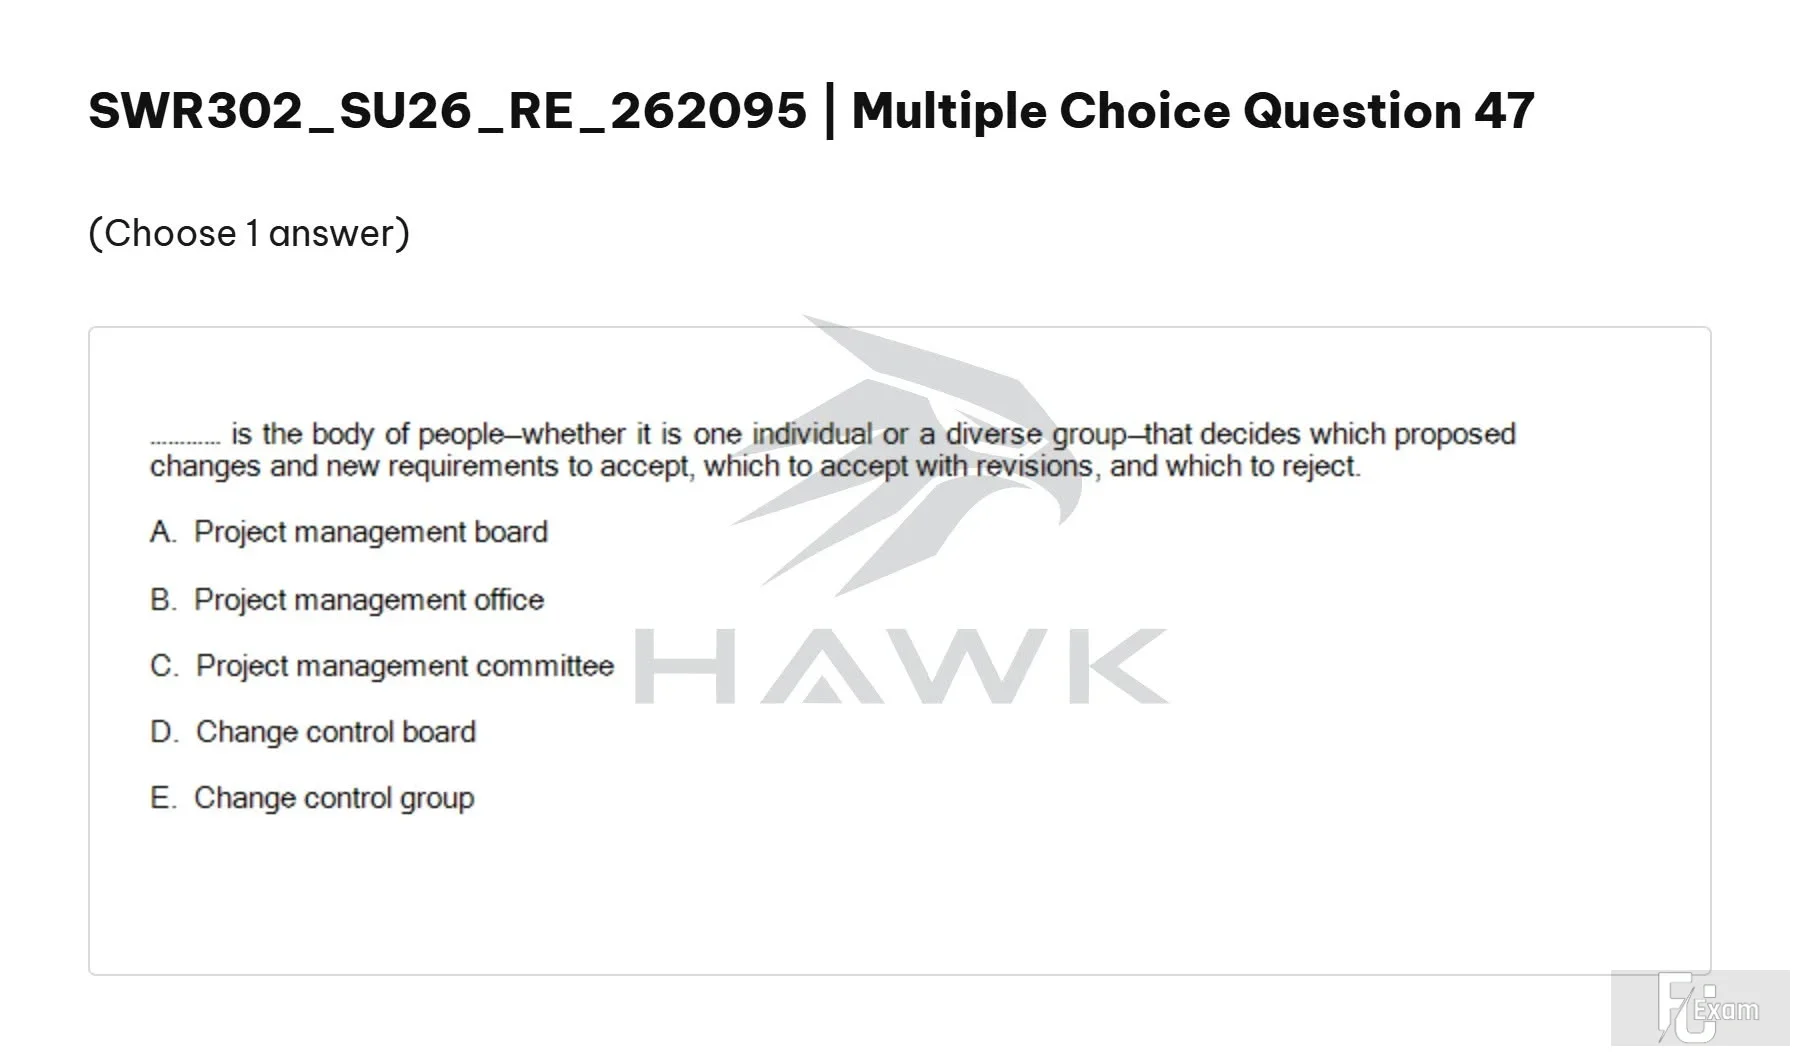 SWR302_SU26_RE_262095 | Multiple Choice Question 47
(Choose 1 answer)
............ is the body of people–whether it is one individual or a diverse group–that decides which proposed
changes and new requirements to accept, which to accept with revisions, and which to reject.
A. Project management board
B. Project management office
C. Project management committee
D. Change control board
E. Change control group
HAWK
FU Exam